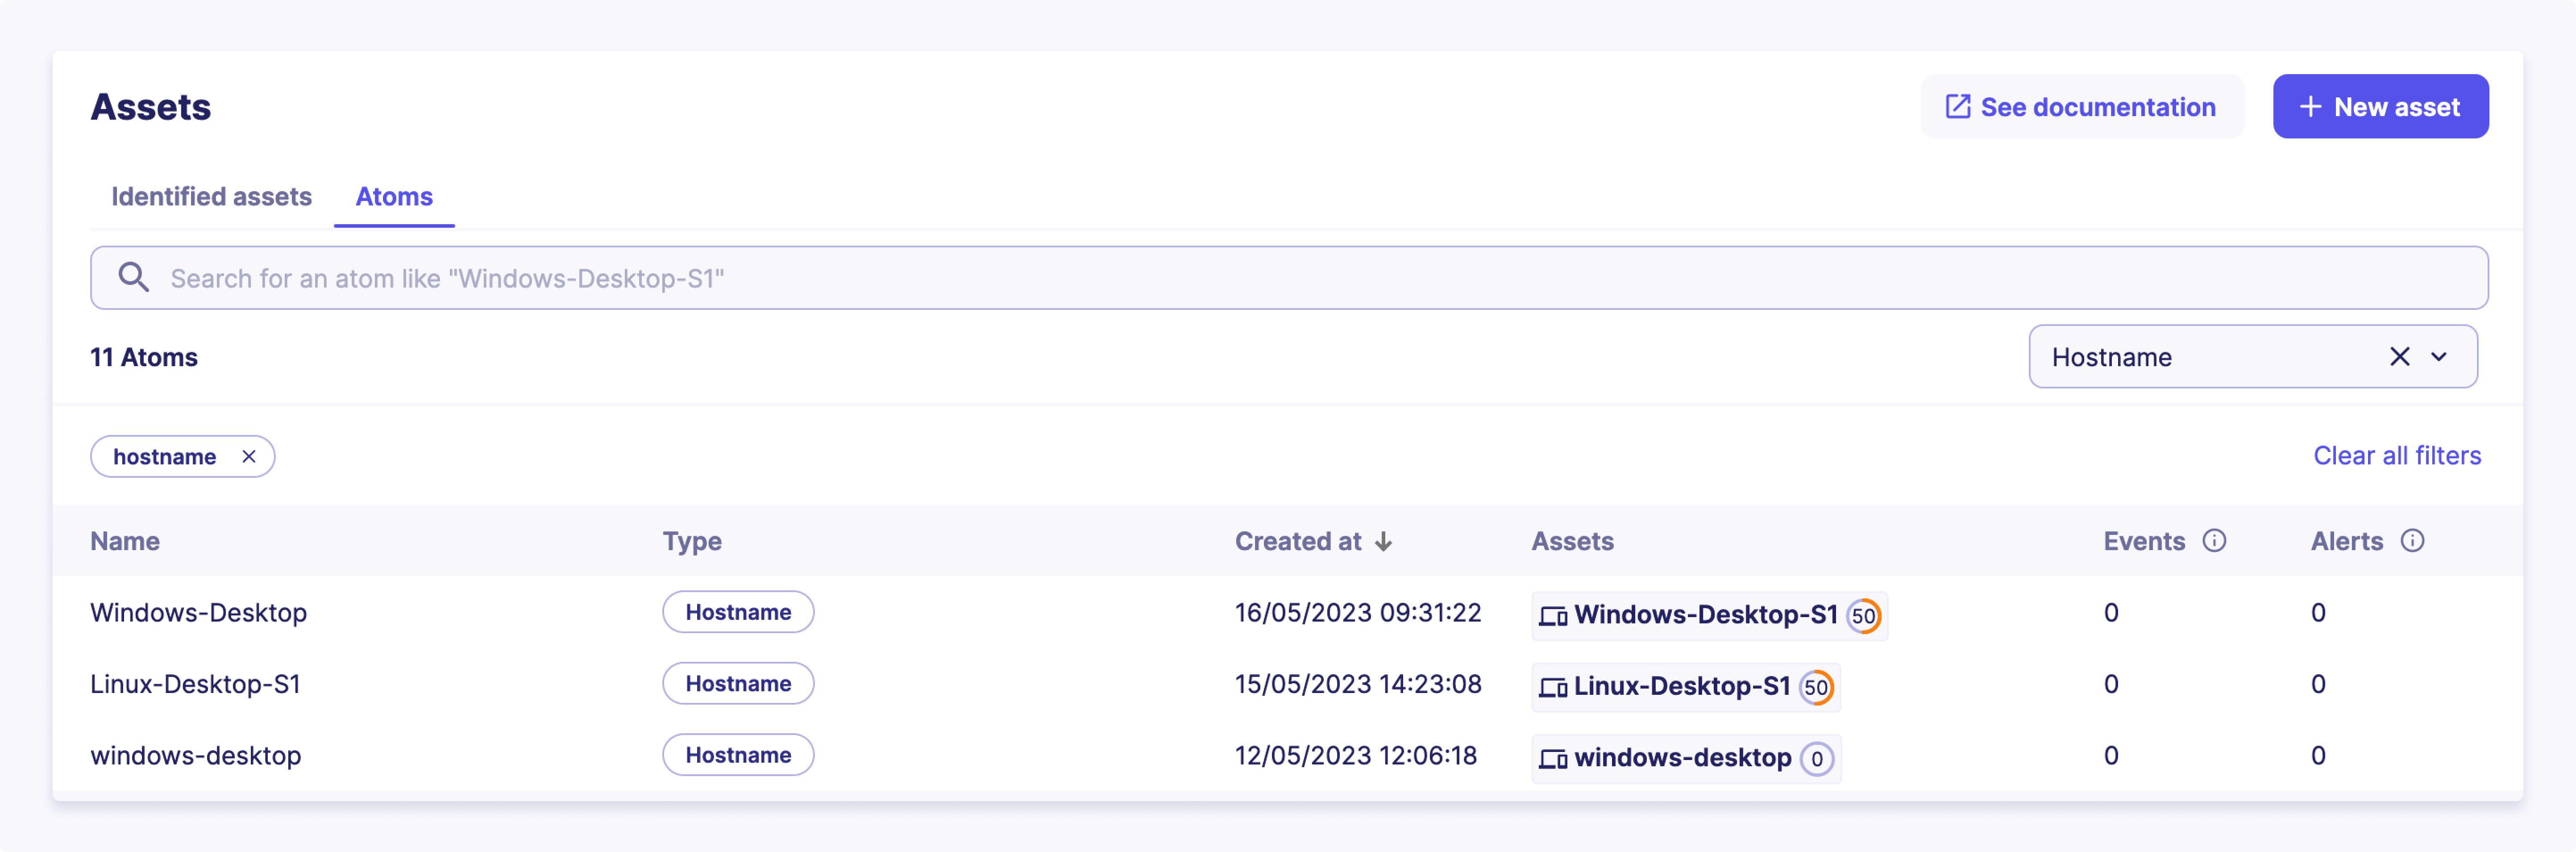 Assets
See documentation
+ New asset
Identified assets Atoms
Search for an atom like "Windows-Desktop-S1"
11 Atoms
Hostname
hostname
Clear all filters
Name Type Created at Assets Events Alerts
Windows-Desktop Hostname 16/05/2023 09:31:22 Windows-Desktop-S1 50 0 0
Linux-Desktop-S1 Hostname 15/05/2023 14:23:08 Linux-Desktop-S1 50 0 0
windows-desktop Hostname 12/05/2023 12:06:18 windows-desktop 0 0 0